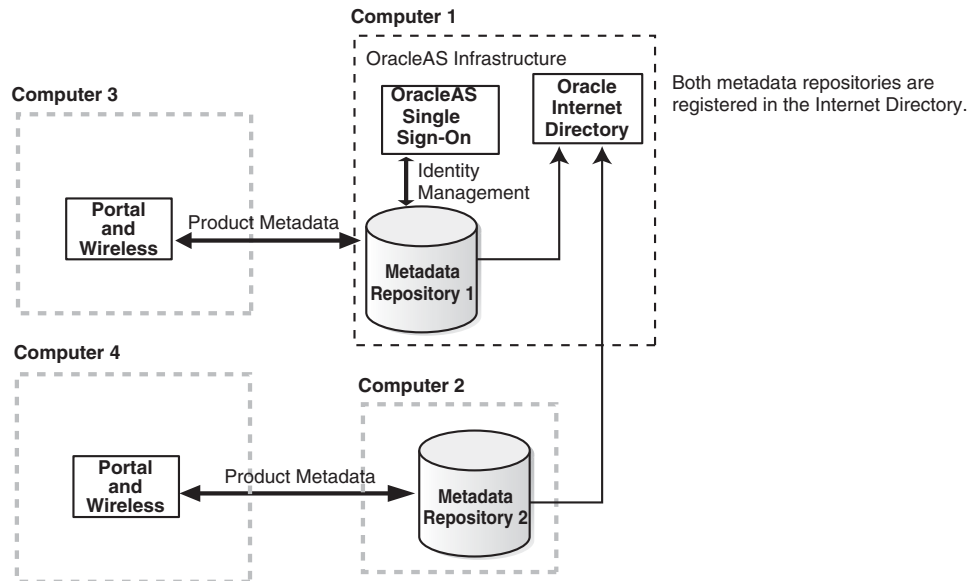 Computer 1
OracleAS Infrastructure
OracleAS
Single
Sign-On
Oracle
Internet
Directory
Both metadata repositories are
registered in the Internet Directory.
Computer 3
Identity
Management
Portal
and
Wireless
Product Metadata
Metadata
Repository 1
Computer 4
Computer 2
Portal
and
Wireless
Product Metadata
Metadata
Repository 2